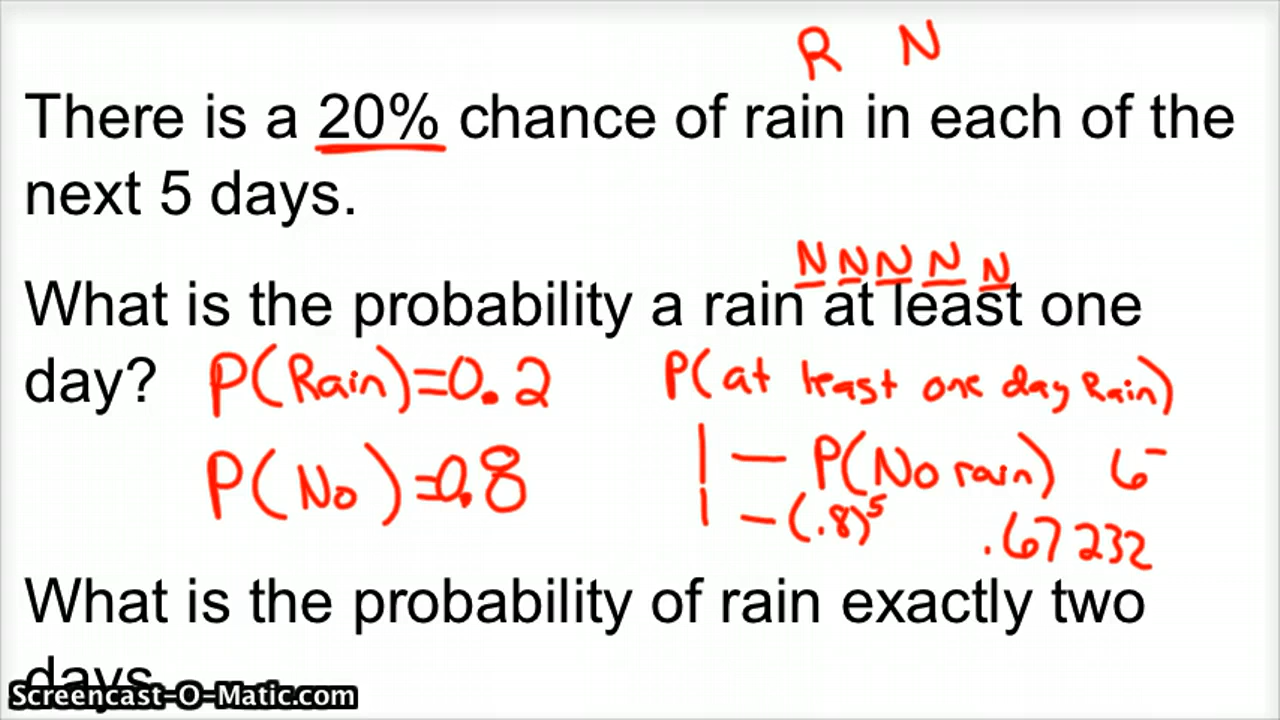 R N
There is a 20% chance of rain in each of the
next 5 days.
N N N N N
What is the probability a rain at least one
day?
P(Rain)=0.2
P(at least one day Rain)
P(No)=0.8
1 — P(No rain)
1 - (.8)⁵
.67232
What is the probability of rain exactly two
days
Screencast-O-Matic.com